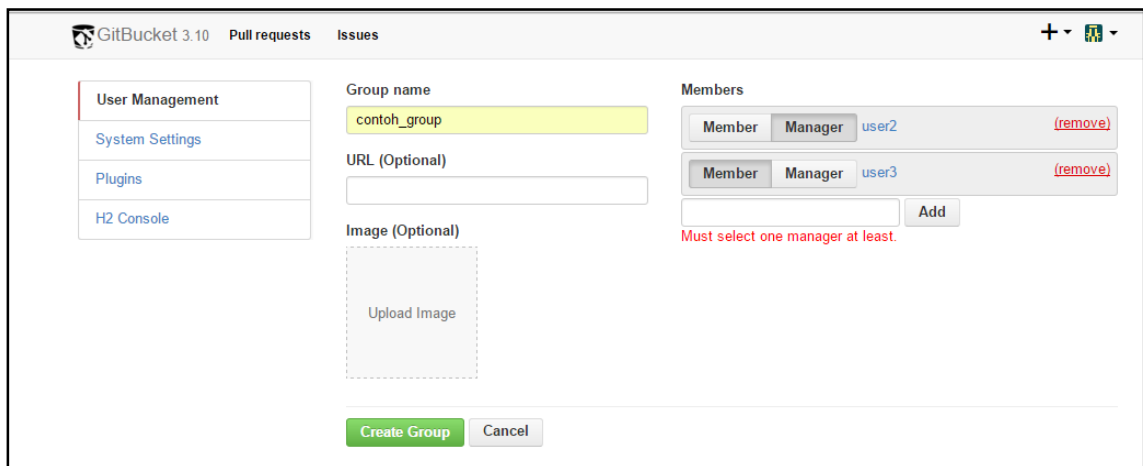 GitBucket 3.10 Pull requests Issues
User Management
System Settings
Plugins
H2 Console
Group name
contoh_group
URL (Optional)
Image (Optional)
Upload Image
Members
Member Manager user2 (remove)
Member Manager user3 (remove)
Add
Must select one manager at least.
Create Group Cancel